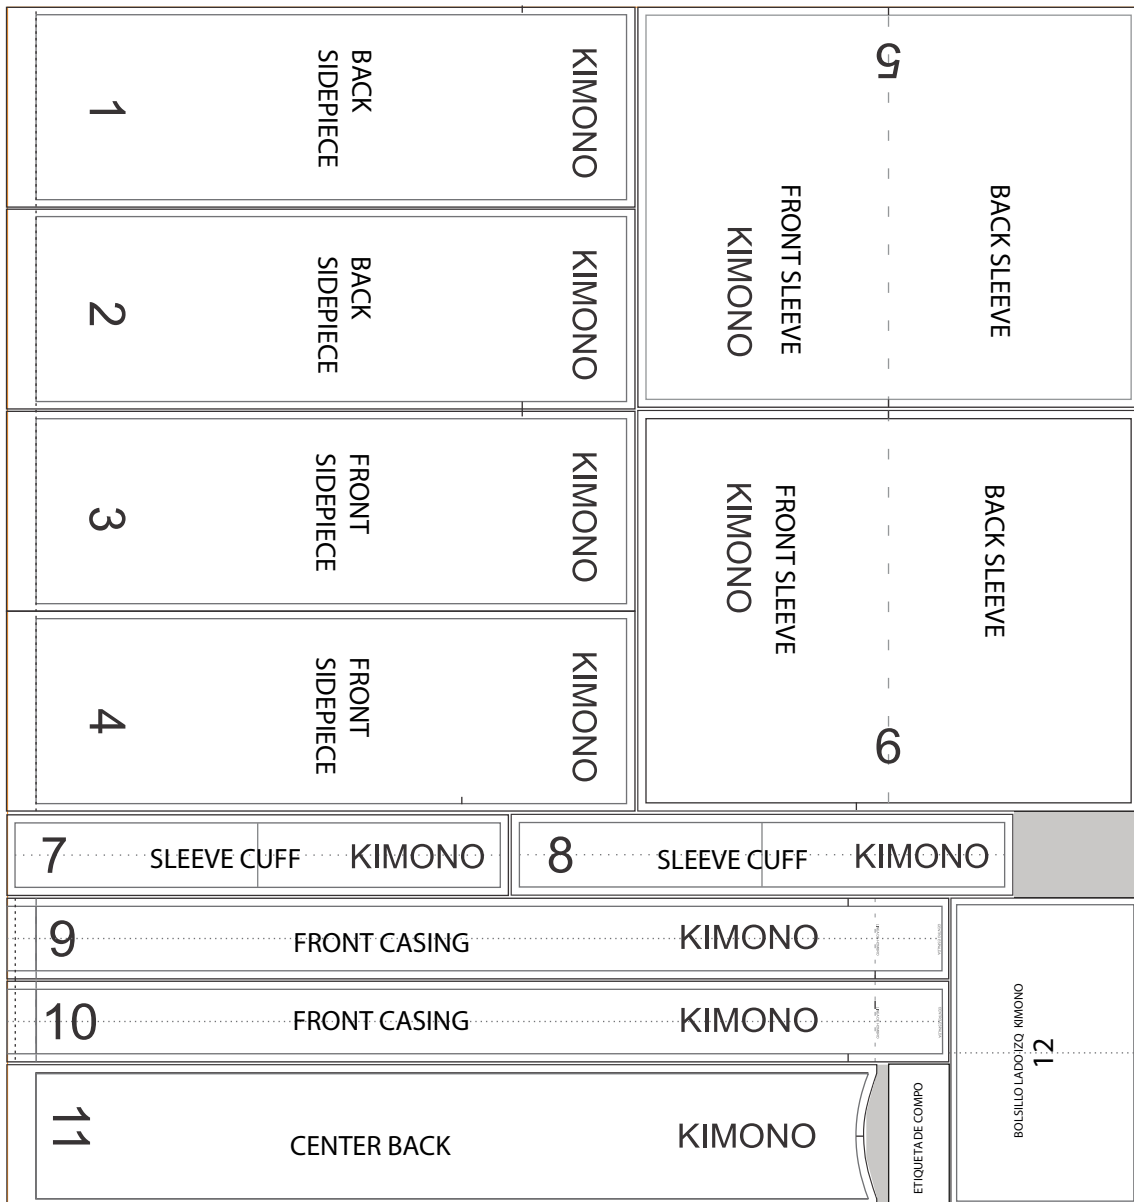 1
BACK
SIDEPIECE
KIMONO
2
BACK
SIDEPIECE
KIMONO
3
FRONT
SIDEPIECE
KIMONO
4
FRONT
SIDEPIECE
KIMONO
5
BACK SLEEVE
FRONT SLEEVE
KIMONO
BACK SLEEVE
FRONT SLEEVE
KIMONO
6
7 SLEEVE CUFF KIMONO
8 SLEEVE CUFF KIMONO
9 FRONT CASING KIMONO
10 FRONT CASING KIMONO
11 CENTER BACK KIMONO
ETIQUETA DE COMPO
BOLSILLO LADO IZQ KIMONO
12